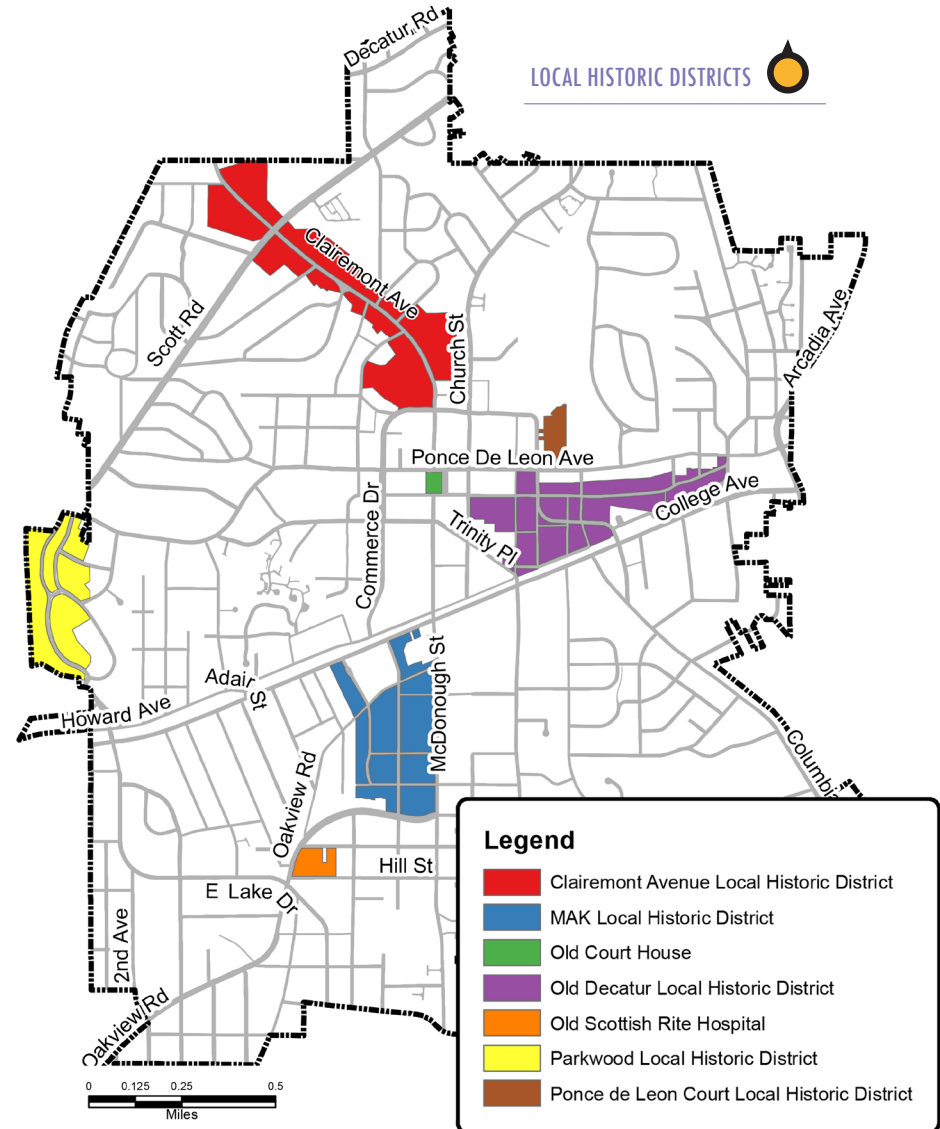 Decatur Rd
LOCAL HISTORIC DISTRICTS
Clairemont Ave
Scott Rd
Church St
Arcadia Ave
Ponce De Leon Ave
College Ave
Commerce Dr
Trinity Pl
Adair St
McDonough St
Howard Ave
Columbia
Oakview Rd
Hill St
E Lake Dr
2nd Ave
Oakview Rd
Legend
Clairemont Avenue Local Historic District
MAK Local Historic District
Old Court House
Old Decatur Local Historic District
Old Scottish Rite Hospital
Parkwood Local Historic District
Ponce de Leon Court Local Historic District
0 0.125 0.25 0.5
Miles